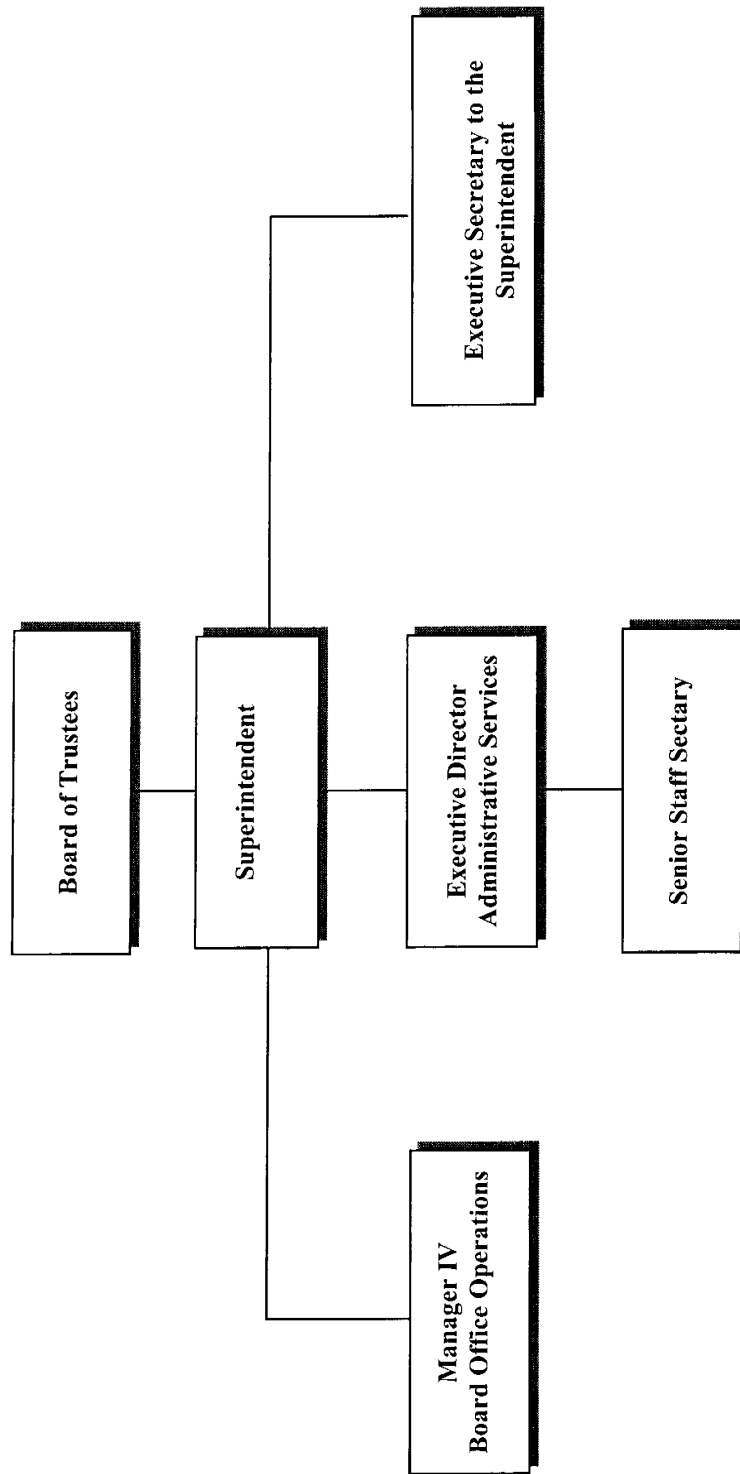 Board of Trustees
Superintendent
Manager IV
Board Office Operations
Executive Director
Administrative Services
Executive Secretary to the
Superintendent
Senior Staff Sectary